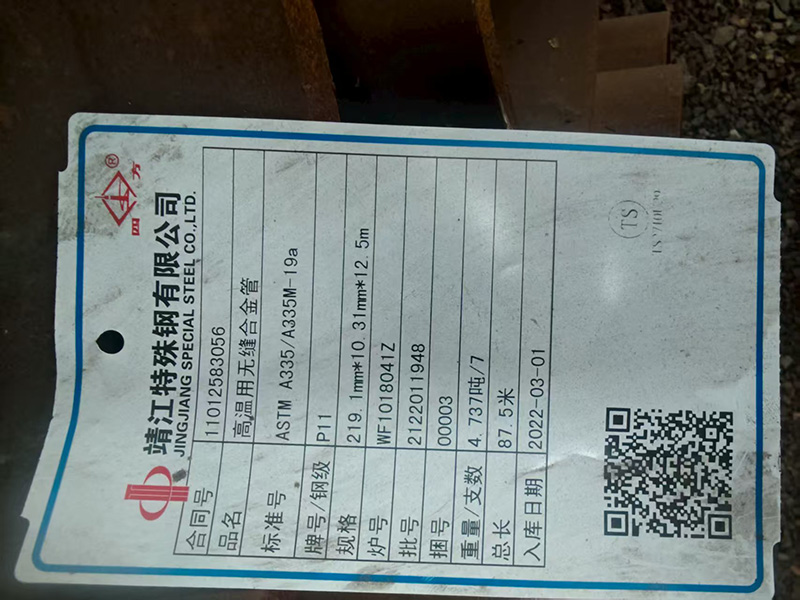 四方®
靖江特殊钢有限公司
JINGJIANG SPECIAL STEEL CO.,LTD.
合同号 11012583056
品名 高温用无缝合金管
标准号 ASTM A335/A335M-19a
牌号/钢级 P11
规格 219.1mm*10.31mm*12.5m
炉号 WF1018041Z
批号 2122011948
捆号 00003
重量/支数 4.737吨/7
总长 87.5米
入库日期 2022-03-01
TS